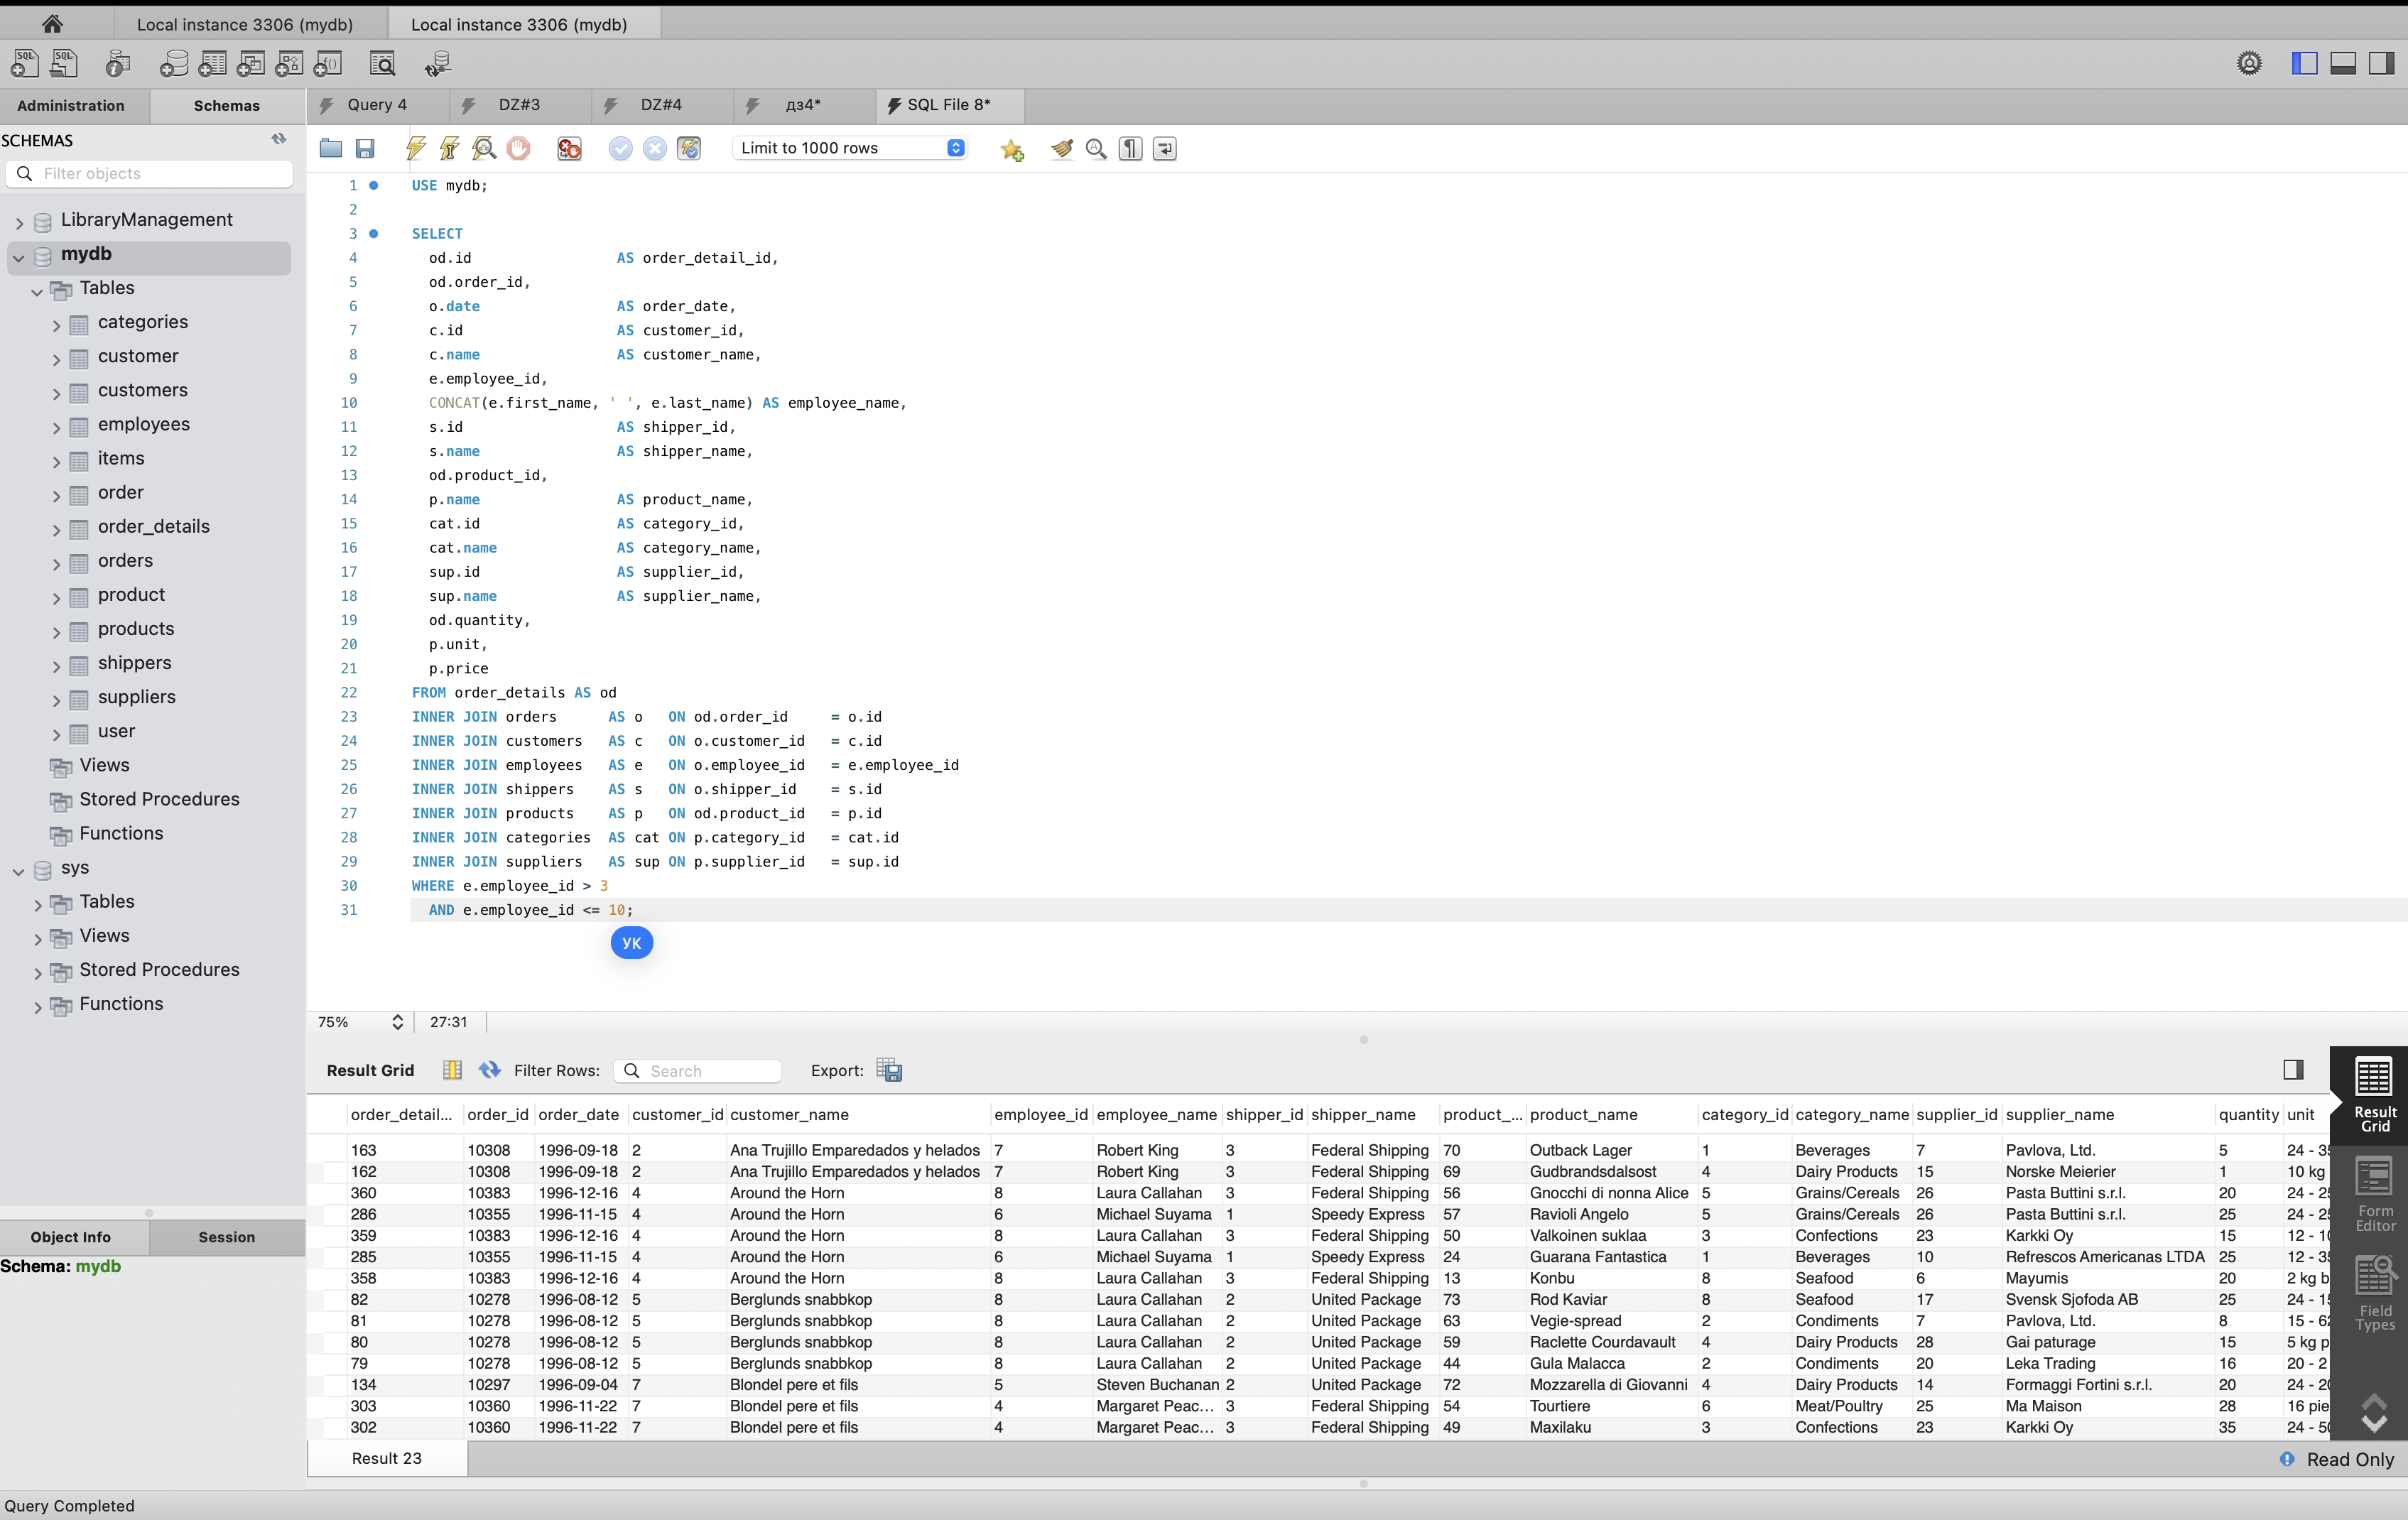 Local instance 3306 (mydb) Local instance 3306 (mydb)
Administration Schemas Query 4 DZ#3 DZ#4 дз4* SQL File 8*
SCHEMAS
Filter objects
LibraryManagement
mydb
Tables
categories
customer
customers
employees
items
order
order_details
orders
product
products
shippers
suppliers
user
Views
Stored Procedures
Functions
sys
Tables
Views
Stored Procedures
Functions
Object Info Session
Schema: mydb
Limit to 1000 rows
1 USE mydb;
2
3 SELECT
4 od.id AS order_detail_id,
5 od.order_id,
6 o.date AS order_date,
7 c.id AS customer_id,
8 c.name AS customer_name,
9 e.employee_id,
10 CONCAT(e.first_name, ' ', e.last_name) AS employee_name,
11 s.id AS shipper_id,
12 s.name AS shipper_name,
13 od.product_id,
14 p.name AS product_name,
15 cat.id AS category_id,
16 cat.name AS category_name,
17 sup.id AS supplier_id,
18 sup.name AS supplier_name,
19 od.quantity,
20 p.unit,
21 p.price
22 FROM order_details AS od
23 INNER JOIN orders AS o ON od.order_id = o.id
24 INNER JOIN customers AS c ON o.customer_id = c.id
25 INNER JOIN employees AS e ON o.employee_id = e.employee_id
26 INNER JOIN shippers AS s ON o.shipper_id = s.id
27 INNER JOIN products AS p ON od.product_id = p.id
28 INNER JOIN categories AS cat ON p.category_id = cat.id
29 INNER JOIN suppliers AS sup ON p.supplier_id = sup.id
30 WHERE e.employee_id > 3
31 AND e.employee_id <= 10;
УК
75% 27:31
Result Grid Filter Rows: Search Export:
order_detail... order_id order_date customer_id customer_name employee_id employee_name shipper_id shipper_name product_... product_name category_id category_name supplier_id supplier_name quantity unit
163 10308 1996-09-18 2 Ana Trujillo Emparedados y helados 7 Robert King 3 Federal Shipping 70 Outback Lager 1 Beverages 7 Pavlova, Ltd. 5 24 - 35
162 10308 1996-09-18 2 Ana Trujillo Emparedados y helados 7 Robert King 3 Federal Shipping 69 Gudbrandsdalsost 4 Dairy Products 15 Norske Meierier 1 10 kg
360 10383 1996-12-16 4 Around the Horn 8 Laura Callahan 3 Federal Shipping 56 Gnocchi di nonna Alice 5 Grains/Cereals 26 Pasta Buttini s.r.l. 20 24 - 25
286 10355 1996-11-15 4 Around the Horn 6 Michael Suyama 1 Speedy Express 57 Ravioli Angelo 5 Grains/Cereals 26 Pasta Buttini s.r.l. 25 24 - 25
359 10383 1996-12-16 4 Around the Horn 8 Laura Callahan 3 Federal Shipping 50 Valkoinen suklaa 3 Confections 23 Karkki Oy 15 12 - 10
285 10355 1996-11-15 4 Around the Horn 6 Michael Suyama 1 Speedy Express 24 Guarana Fantastica 1 Beverages 10 Refrescos Americanas LTDA 25 12 - 35
358 10383 1996-12-16 4 Around the Horn 8 Laura Callahan 3 Federal Shipping 13 Konbu 8 Seafood 6 Mayumis 20 2 kg b
82 10278 1996-08-12 5 Berglunds snabbkop 8 Laura Callahan 2 United Package 73 Rod Kaviar 8 Seafood 17 Svensk Sjofoda AB 25 24 - 15
81 10278 1996-08-12 5 Berglunds snabbkop 8 Laura Callahan 2 United Package 63 Vegie-spread 2 Condiments 7 Pavlova, Ltd. 8 15 - 62
80 10278 1996-08-12 5 Berglunds snabbkop 8 Laura Callahan 2 United Package 59 Raclette Courdavault 4 Dairy Products 28 Gai paturage 15 5 kg p
79 10278 1996-08-12 5 Berglunds snabbkop 8 Laura Callahan 2 United Package 44 Gula Malacca 2 Condiments 20 Leka Trading 16 20 - 2
134 10297 1996-09-04 7 Blondel pere et fils 5 Steven Buchanan 2 United Package 72 Mozzarella di Giovanni 4 Dairy Products 14 Formaggi Fortini s.r.l. 20 24 - 20
303 10360 1996-11-22 7 Blondel pere et fils 4 Margaret Peac... 3 Federal Shipping 54 Tourtiere 6 Meat/Poultry 25 Ma Maison 28 16 pie
302 10360 1996-11-22 7 Blondel pere et fils 4 Margaret Peac... 3 Federal Shipping 49 Maxilaku 3 Confections 23 Karkki Oy 35 24 - 50
Result
Grid
Form
Editor
Field
Types
Result 23 Read Only
Query Completed